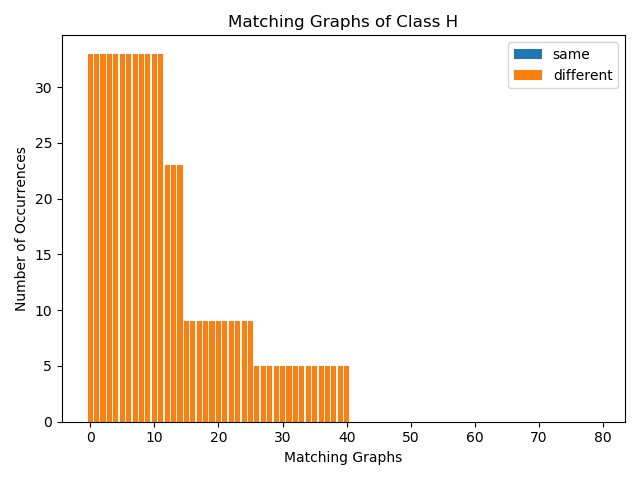 Matching Graphs of Class H
same
different
Number of Occurrences
30
25
20
15
10
5
0
0 10 20 30 40 50 60 70 80
Matching Graphs